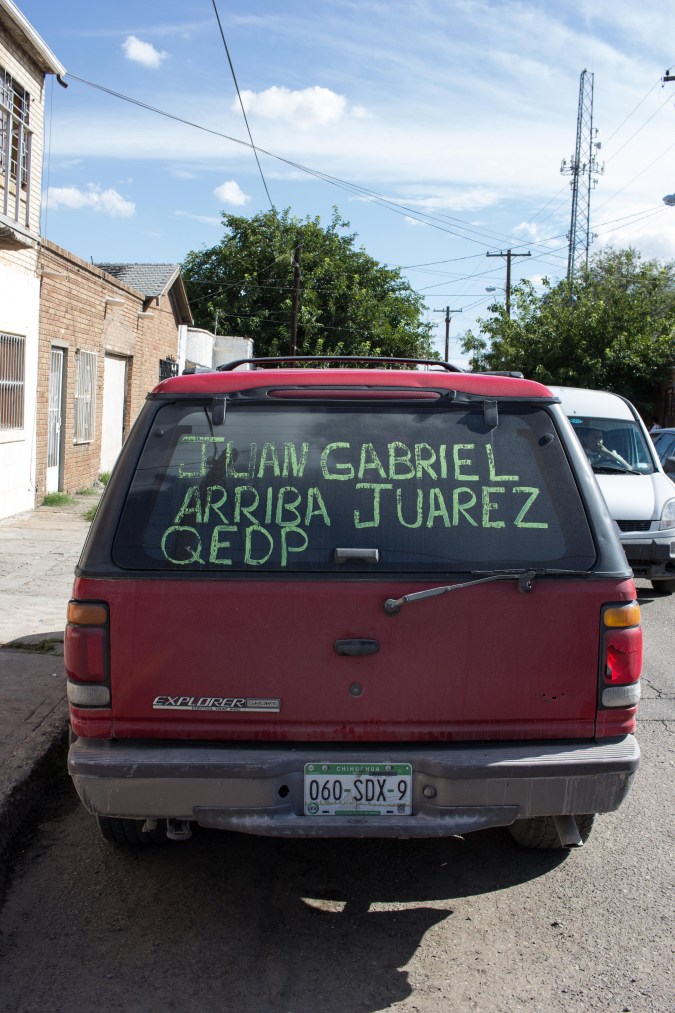 JUAN GABRIEL
ARRIBA JUAREZ
QEDP
EXPLORER
CHIHUAHUA
060-SDX-9